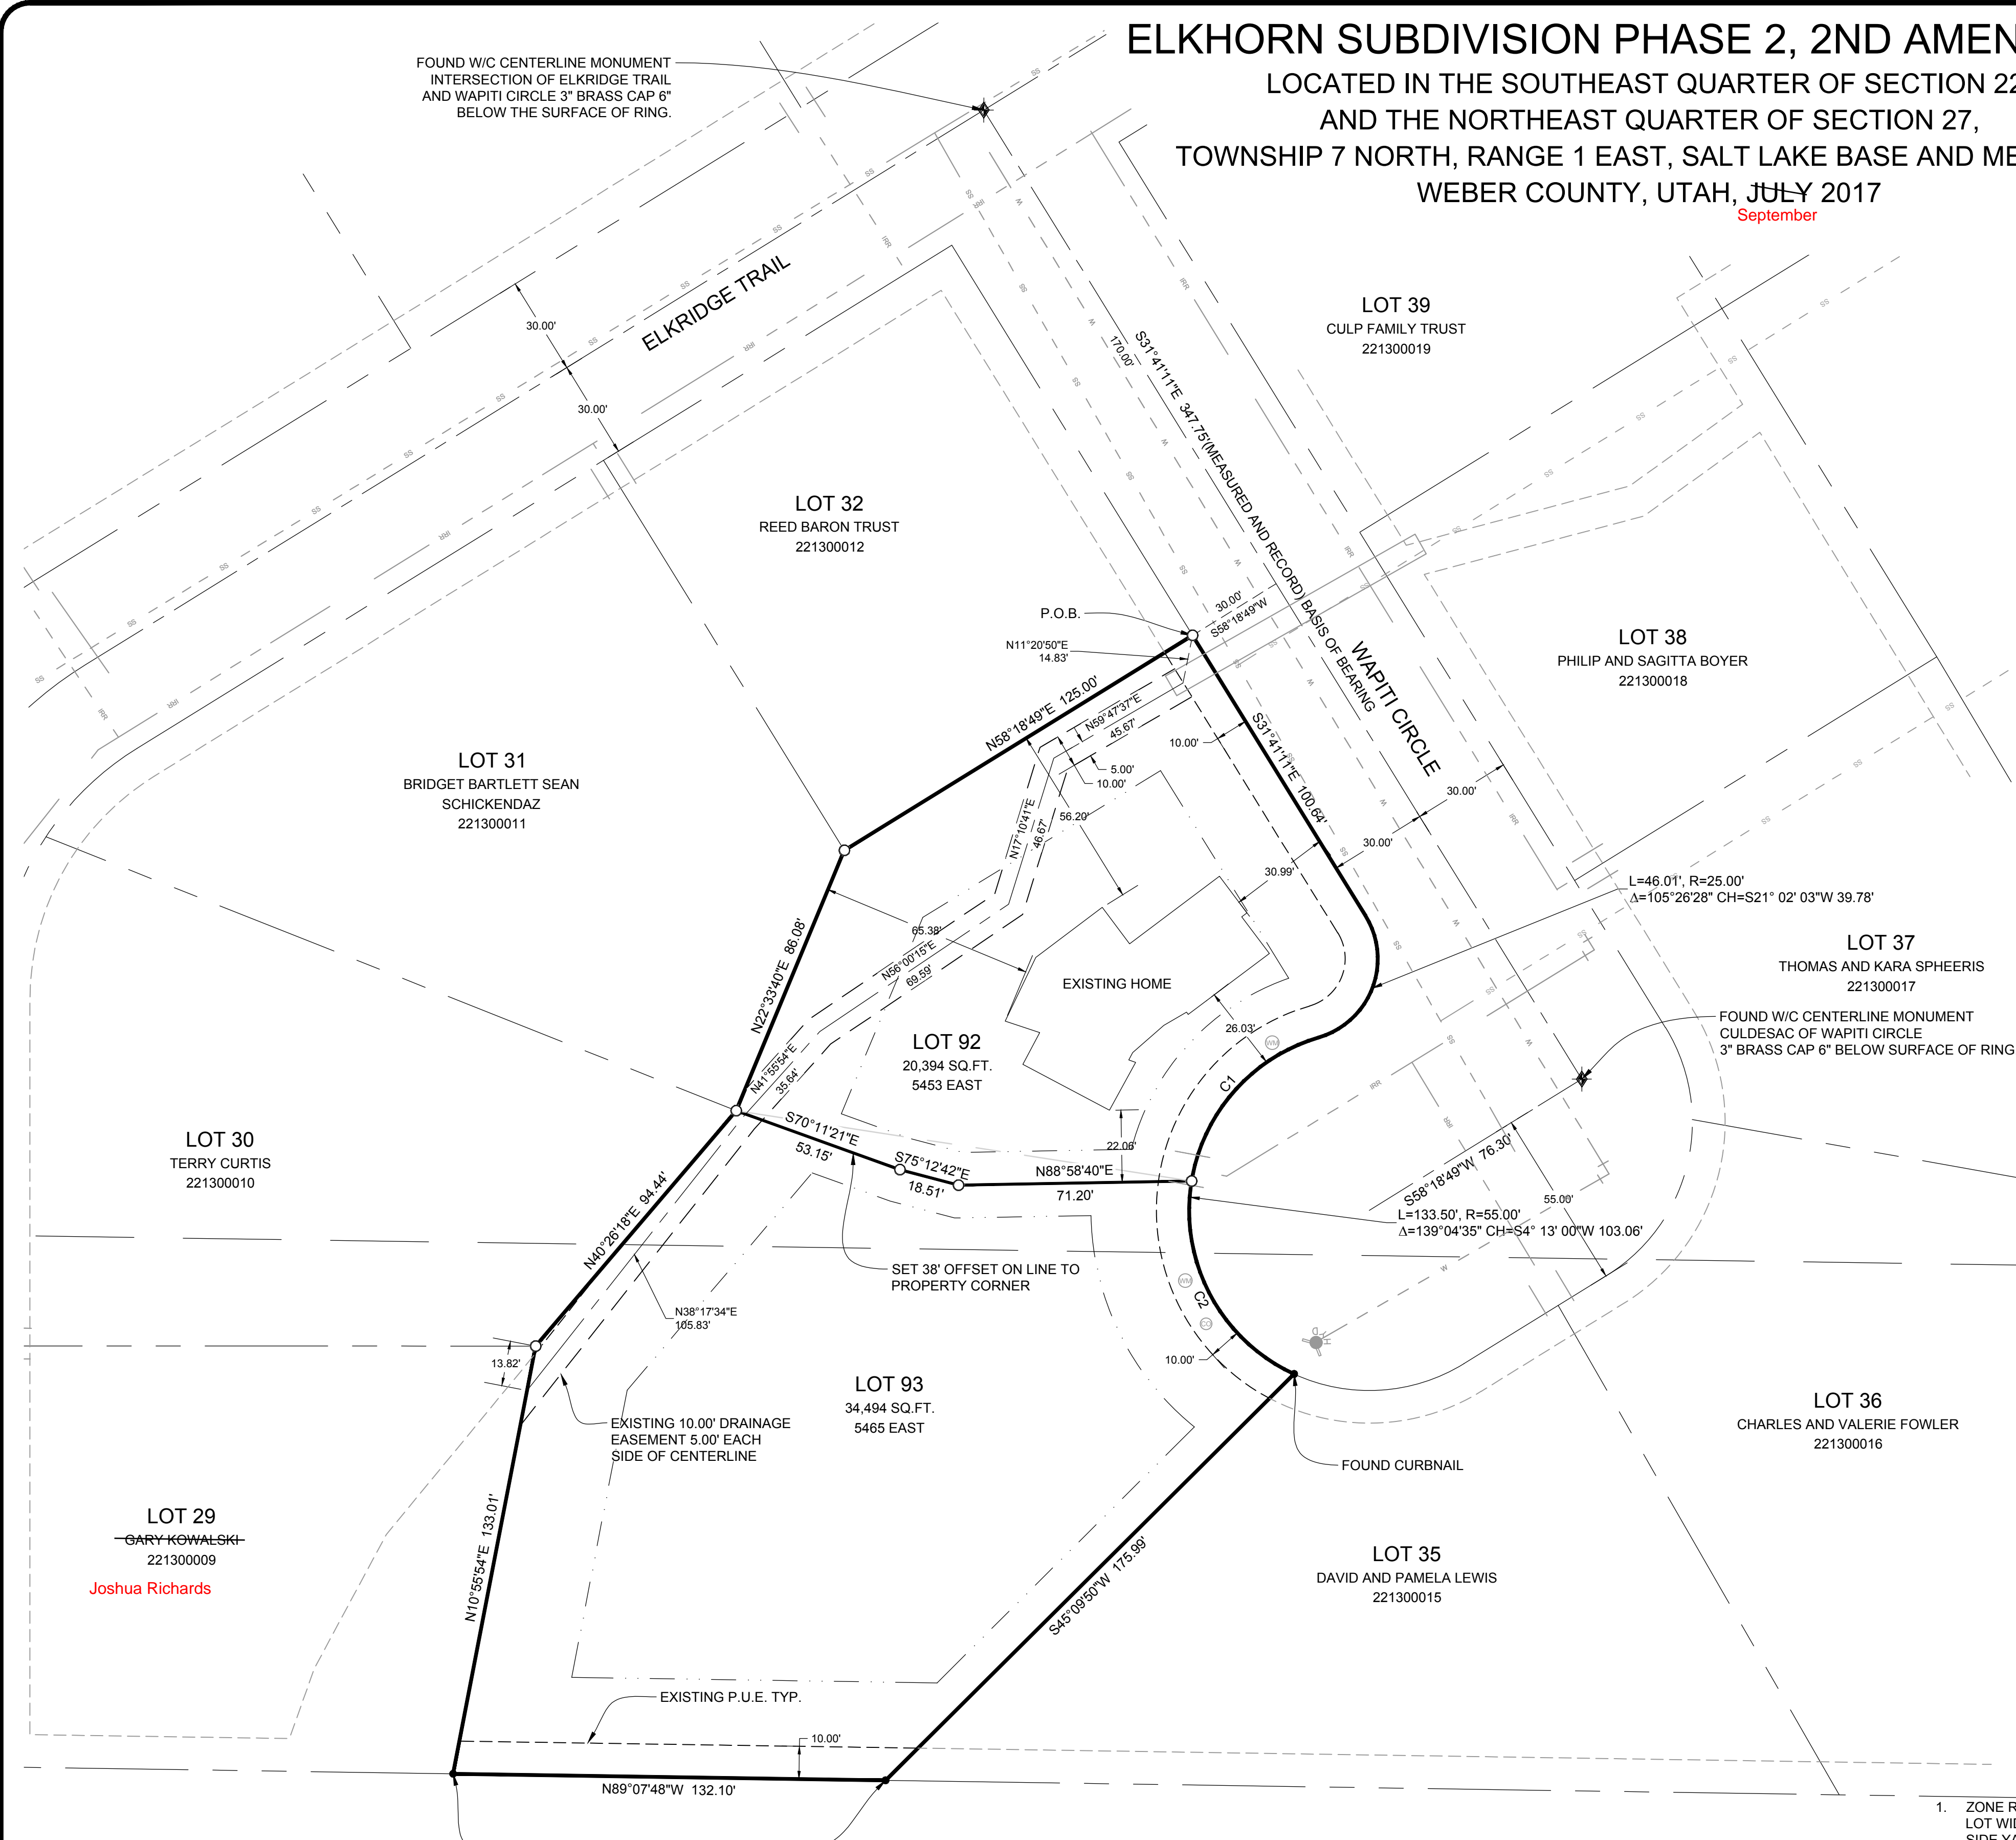 ELKHORN SUBDIVISION PHASE 2, 2ND AMEN
LOCATED IN THE SOUTHEAST QUARTER OF SECTION 22
AND THE NORTHEAST QUARTER OF SECTION 27,
TOWNSHIP 7 NORTH, RANGE 1 EAST, SALT LAKE BASE AND ME
WEBER COUNTY, UTAH, JULY 2017
September
FOUND W/C CENTERLINE MONUMENT
INTERSECTION OF ELKRIDGE TRAIL
AND WAPITI CIRCLE 3" BRASS CAP 6"
BELOW THE SURFACE OF RING.
ELKRIDGE TRAIL
30.00'
30.00'
170.00'
S31°41'11"E 347.75'(MEASURED AND RECORD) BASIS OF BEARING
WAPITI CIRCLE
LOT 39
CULP FAMILY TRUST
221300019
LOT 32
REED BARON TRUST
221300012
P.O.B.
30.00'
S58°18'49"W
N11°20'50"E
14.83'
LOT 38
PHILIP AND SAGITTA BOYER
221300018
N58°18'49"E 125.00'
N59°47'37"E
45.67'
10.00'
S31°41'11"E 100.64'
5.00'
10.00'
56.20'
N17°10'41"E
46.67'
30.00'
30.00'
30.99'
LOT 31
BRIDGET BARTLETT SEAN
SCHICKENDAZ
221300011
L=46.01', R=25.00'
Δ=105°26'28" CH=S21° 02' 03"W 39.78'
N22°33'40"E 86.08'
65.38'
N56°00'15"E
69.59'
EXISTING HOME
LOT 37
THOMAS AND KARA SPHEERIS
221300017
FOUND W/C CENTERLINE MONUMENT
CULDESAC OF WAPITI CIRCLE
3" BRASS CAP 6" BELOW SURFACE OF RING
26.03'
WM
C1
LOT 92
20,394 SQ.FT.
5453 EAST
N41°55'54"E
35.64'
22.06'
S70°11'21"E
53.15'
S75°12'42"E
18.51'
N88°58'40"E
71.20'
S58°18'49"W 76.30'
55.00'
L=133.50', R=55.00'
Δ=139°04'35" CH=S4° 13' 00"W 103.06'
LOT 30
TERRY CURTIS
221300010
N40°26'18"E 94.44'
SET 38' OFFSET ON LINE TO
PROPERTY CORNER
WM
C2
CO
N38°17'34"E
105.83'
13.82'
10.00'
HYD
LOT 93
34,494 SQ.FT.
5465 EAST
EXISTING 10.00' DRAINAGE
EASEMENT 5.00' EACH
SIDE OF CENTERLINE
LOT 36
CHARLES AND VALERIE FOWLER
221300016
FOUND CURBNAIL
LOT 29
GARY KOWALSKI
221300009
Joshua Richards
N10°55'54"E 133.01'
S45°09'50"W 175.99'
LOT 35
DAVID AND PAMELA LEWIS
221300015
EXISTING P.U.E. TYP.
10.00'
N89°07'48"W 132.10'
1. ZONE R
LOT WI